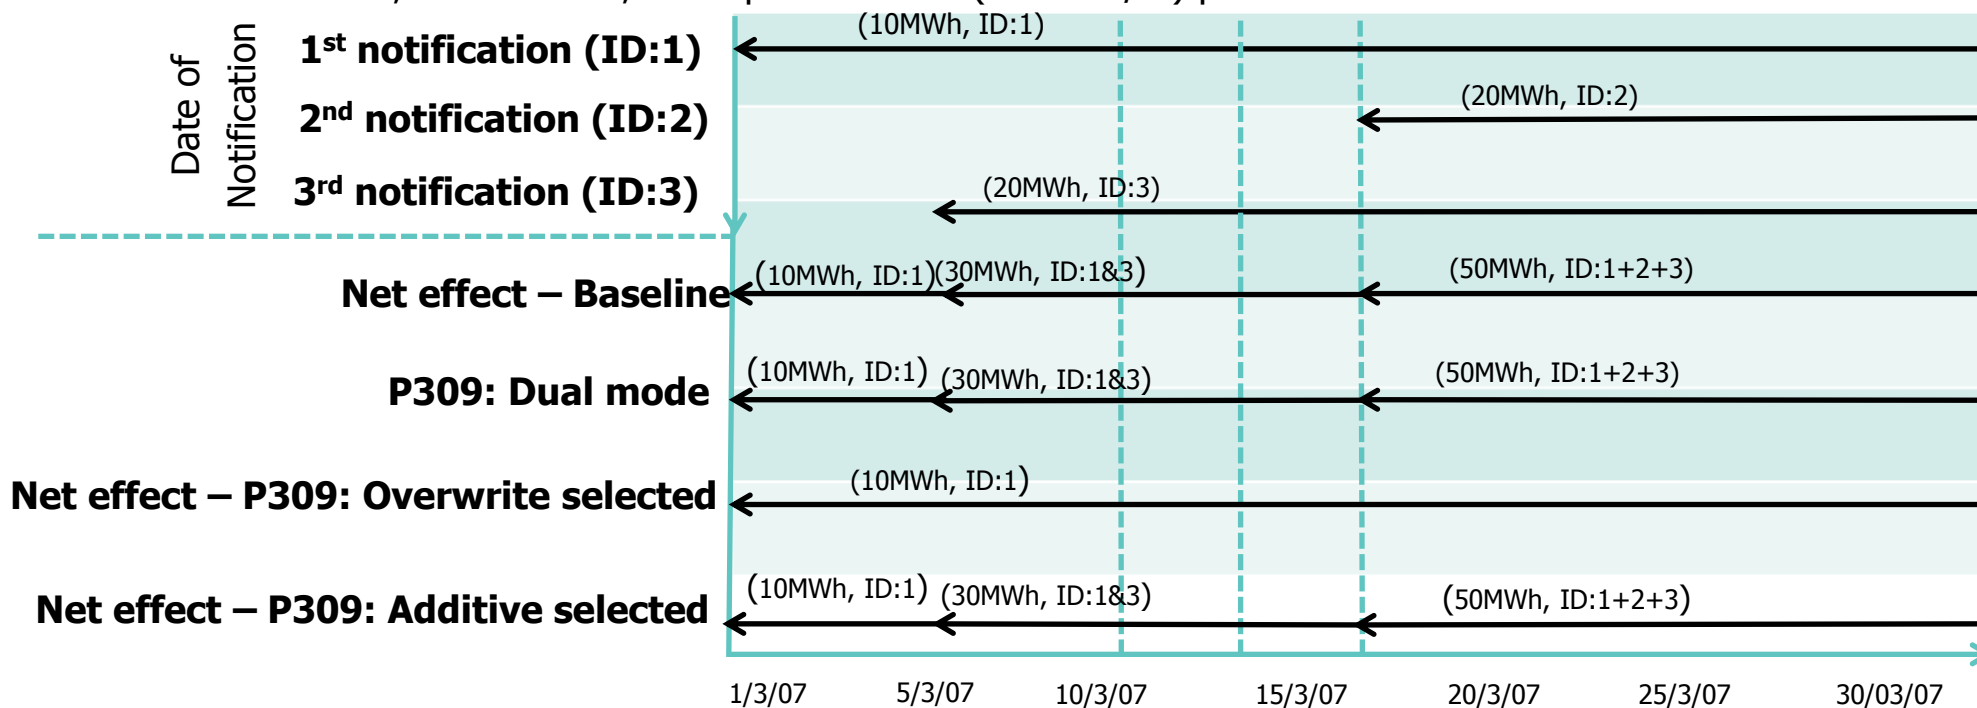 Date of
Notification
1st notification (ID:1)
(10MWh, ID:1)
2nd notification (ID:2)
(20MWh, ID:2)
3rd notification (ID:3)
(20MWh, ID:3)
Net effect – Baseline
(10MWh, ID:1)
(30MWh, ID:1&3)
(50MWh, ID:1+2+3)
P309: Dual mode
(10MWh, ID:1)
(30MWh, ID:1&3)
(50MWh, ID:1+2+3)
Net effect – P309: Overwrite selected
(10MWh, ID:1)
Net effect – P309: Additive selected
(10MWh, ID:1)
(30MWh, ID:1&3)
(50MWh, ID:1+2+3)
1/3/07 5/3/07 10/3/07 15/3/07 20/3/07 25/3/07 30/03/07